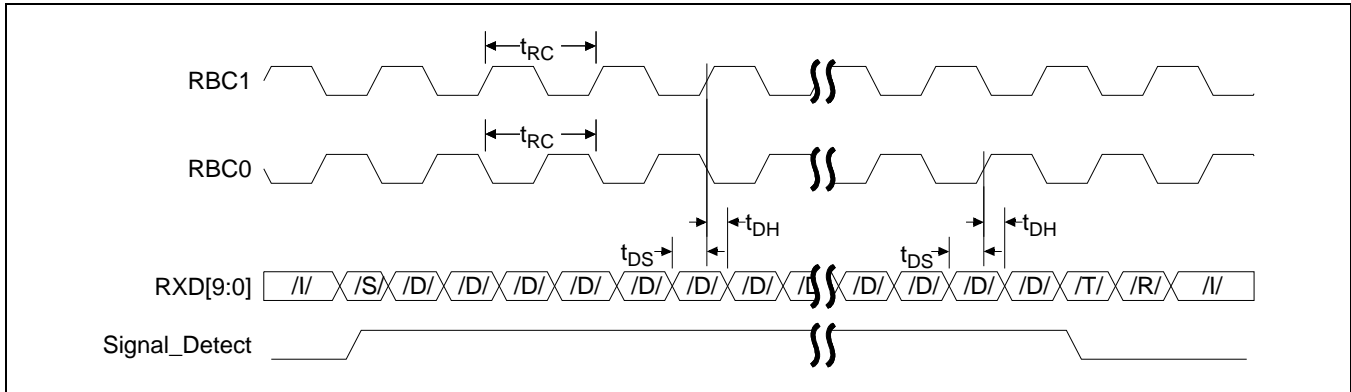 tRC
RBC1
tRC
RBC0
tDH
tDH
tDS
tDS
RXD[9:0] /I/ /S/ /D/ /D/ /D/ /D/ /D/ /D/ /D/ /D /D/ /D/ /D/ /D/ /T/ /R/ /I/
Signal_Detect